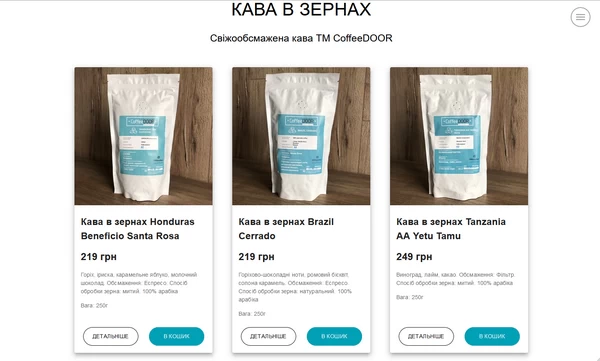 КАВА В ЗЕРНАХ
Свіжообсмажена кава ТМ CoffeeDOOR
CoffeeDOOR
CoffeeDOOR
CoffeeDOOR
Кава в зернах Honduras
Beneficio Santa Rosa
219 грн
Горіх, іриска, карамельне яблуко, молочний
шоколад. Обсмаження: Еспресо. Спосіб
обробки зерна: митий. 100% арабіка
Вага: 250г
ДЕТАЛЬНІШЕ
В КОШИК
Кава в зернах Brazil
Cerrado
219 грн
Горіхово-шоколадні ноти, ромовий бісквіт,
солона карамель. Обсмаження: Еспресо.
Спосіб обробки зерна: натуральний. 100%
арабіка
Вага: 250г
ДЕТАЛЬНІШЕ
В КОШИК
Кава в зернах Tanzania
AA Yetu Tamu
249 грн
Виноград, лайм, какао. Обсмаження: Фільтр.
Спосіб обробки зерна: митий. 100% арабіка
Вага: 250г
ДЕТАЛЬНІШЕ
В КОШИК